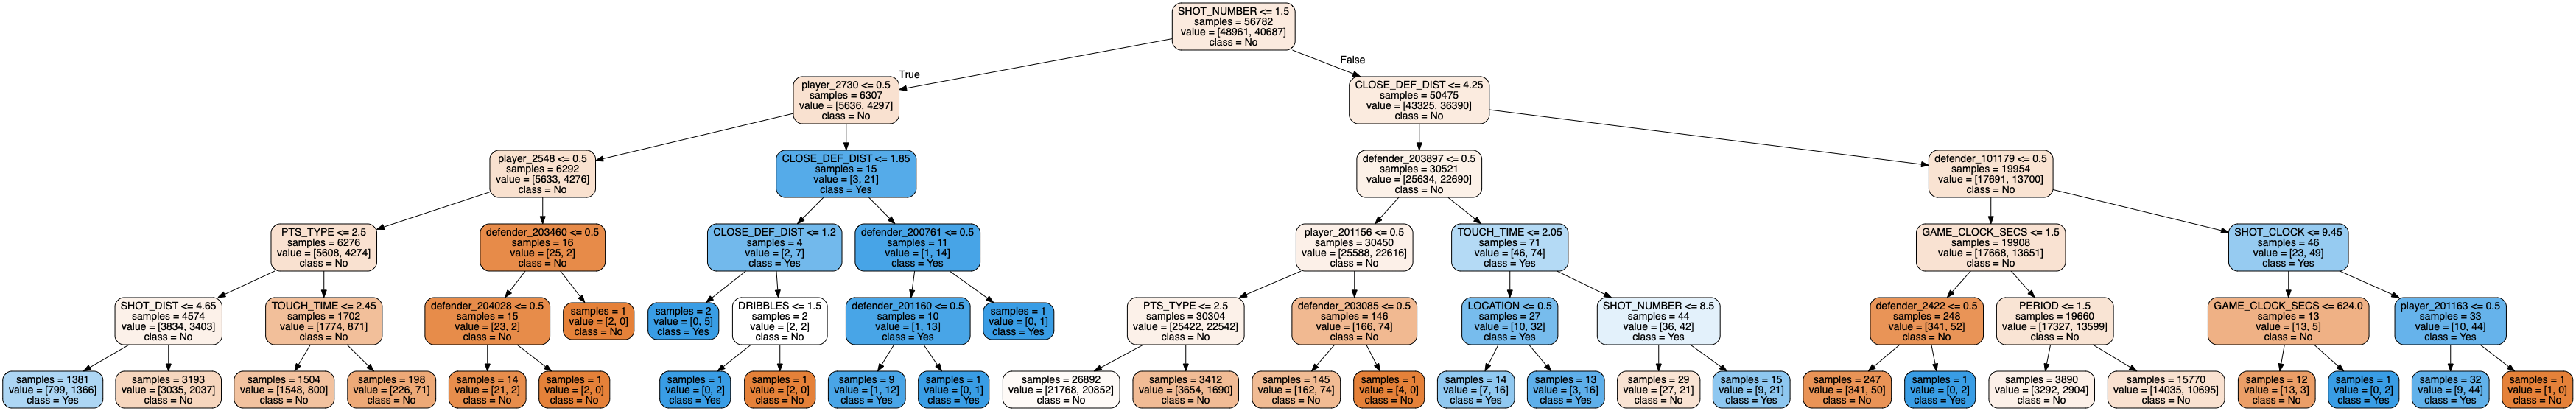 SHOT_NUMBER <= 1.5
samples = 56782
value = [48961, 40687]
class = No
True
False
player_2730 <= 0.5
samples = 6307
value = [5636, 4297]
class = No
CLOSE_DEF_DIST <= 4.25
samples = 50475
value = [43325, 36390]
class = No
player_2548 <= 0.5
samples = 6292
value = [5633, 4276]
class = No
CLOSE_DEF_DIST <= 1.85
samples = 15
value = [3, 21]
class = Yes
defender_203897 <= 0.5
samples = 30521
value = [25634, 22690]
class = No
defender_101179 <= 0.5
samples = 19954
value = [17691, 13700]
class = No
PTS_TYPE <= 2.5
samples = 6276
value = [5608, 4274]
class = No
defender_203460 <= 0.5
samples = 16
value = [25, 2]
class = No
CLOSE_DEF_DIST <= 1.2
samples = 4
value = [2, 7]
class = Yes
defender_200761 <= 0.5
samples = 11
value = [1, 14]
class = Yes
player_201156 <= 0.5
samples = 30450
value = [25588, 22616]
class = No
TOUCH_TIME <= 2.05
samples = 71
value = [46, 74]
class = Yes
GAME_CLOCK_SECS <= 1.5
samples = 19908
value = [17668, 13651]
class = No
SHOT_CLOCK <= 9.45
samples = 46
value = [23, 49]
class = Yes
SHOT_DIST <= 4.65
samples = 4574
value = [3834, 3403]
class = No
TOUCH_TIME <= 2.45
samples = 1702
value = [1774, 871]
class = No
defender_204028 <= 0.5
samples = 15
value = [23, 2]
class = No
samples = 1
value = [2, 0]
class = No
samples = 2
value = [0, 5]
class = Yes
DRIBBLES <= 1.5
samples = 2
value = [2, 2]
class = No
defender_201160 <= 0.5
samples = 10
value = [1, 13]
class = Yes
samples = 1
value = [0, 1]
class = Yes
PTS_TYPE <= 2.5
samples = 30304
value = [25422, 22542]
class = No
defender_203085 <= 0.5
samples = 146
value = [166, 74]
class = No
LOCATION <= 0.5
samples = 27
value = [10, 32]
class = Yes
SHOT_NUMBER <= 8.5
samples = 44
value = [36, 42]
class = Yes
defender_2422 <= 0.5
samples = 248
value = [341, 52]
class = No
PERIOD <= 1.5
samples = 19660
value = [17327, 13599]
class = No
GAME_CLOCK_SECS <= 624.0
samples = 13
value = [13, 5]
class = No
player_201163 <= 0.5
samples = 33
value = [10, 44]
class = Yes
samples = 1381
value = [799, 1366]
class = Yes
samples = 3193
value = [3035, 2037]
class = No
samples = 1504
value = [1548, 800]
class = No
samples = 198
value = [226, 71]
class = No
samples = 14
value = [21, 2]
class = No
samples = 1
value = [2, 0]
class = No
samples = 1
value = [0, 2]
class = Yes
samples = 1
value = [2, 0]
class = No
samples = 9
value = [1, 12]
class = Yes
samples = 1
value = [0, 1]
class = Yes
samples = 26892
value = [21768, 20852]
class = No
samples = 3412
value = [3654, 1690]
class = No
samples = 145
value = [162, 74]
class = No
samples = 1
value = [4, 0]
class = No
samples = 14
value = [7, 16]
class = Yes
samples = 13
value = [3, 16]
class = Yes
samples = 29
value = [27, 21]
class = No
samples = 15
value = [9, 21]
class = Yes
samples = 247
value = [341, 50]
class = No
samples = 1
value = [0, 2]
class = Yes
samples = 3890
value = [3292, 2904]
class = No
samples = 15770
value = [14035, 10695]
class = No
samples = 12
value = [13, 3]
class = No
samples = 1
value = [0, 2]
class = Yes
samples = 32
value = [9, 44]
class = Yes
samples = 1
value = [1, 0]
class = No